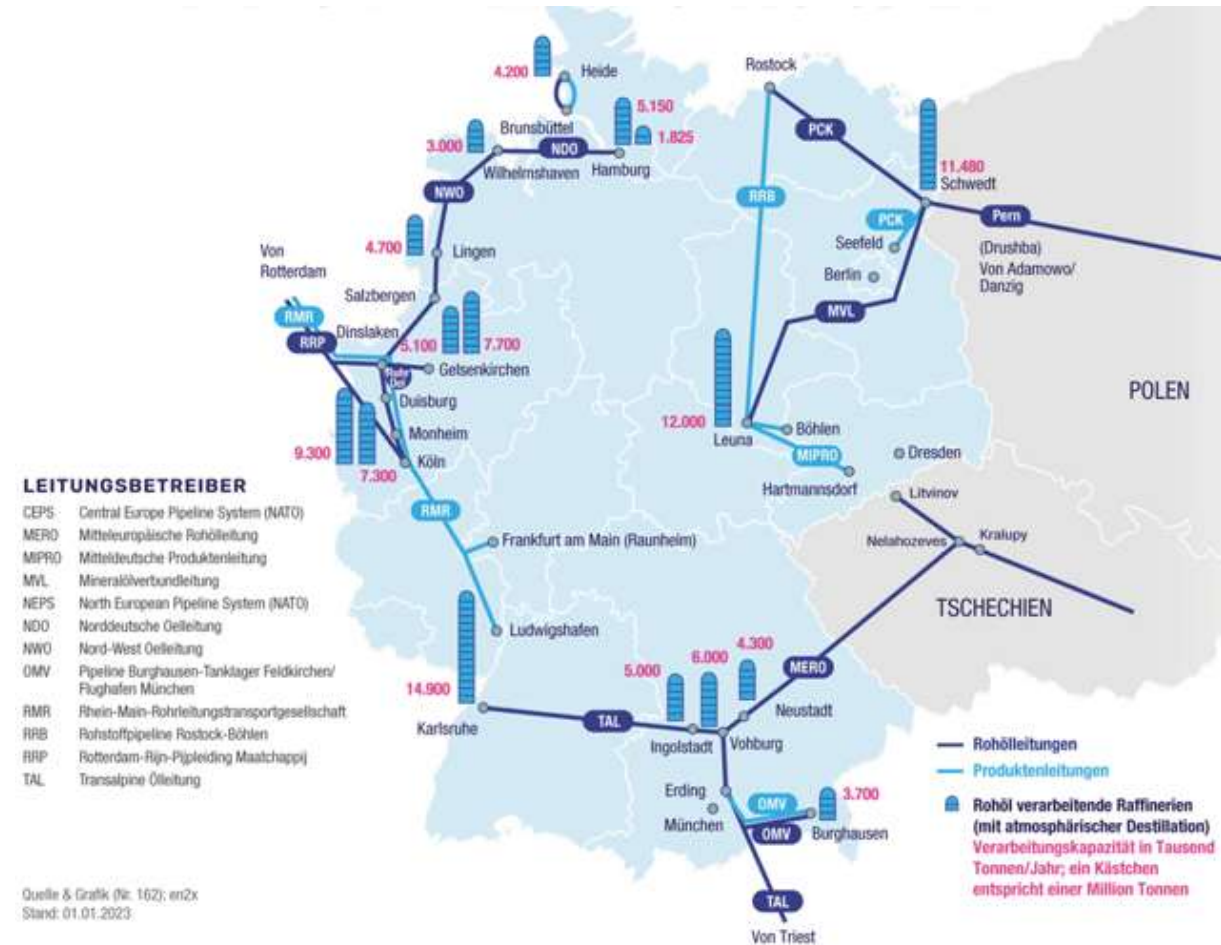 4.200
Heide
Rostock
5.150
Brunsbüttel
1.825
3.000
NDO
PCK
11.480
Wilhelmshaven
Hamburg
Schwedt
NWO
RRB
PCK
Pern
4.700
Lingen
Seefeld
(Drushba)
Von Adamowo/
Danzig
Von
Rotterdam
Berlin
Salzbergen
MVL
RMR
Dinslaken
RRP
5.100
7.700
Gelsenkirchen
POLEN
Duisburg
12.000
Leuna
Böhlen
Monheim
MIPRO
9.300
7.300
Köln
Dresden
Hartmannsdorf
Litvinov
RMR
Frankfurt am Main (Raunheim)
Nelahozeves
Kralupy
TSCHECHIEN
Ludwigshafen
4.300
6.000
5.000
MERO
14.900
Karlsruhe
TAL
Neustadt
Ingolstadt
Vohburg
Erding
OMV
3.700
München
OMV
Burghausen
TAL
Von Triest
LEITUNGSBETREIBER
CEPS Central Europe Pipeline System (NATO)
MERO Mitteleuropäische Rohölleitung
MIPRO Mitteldeutsche Produktenleitung
MVL Mineralölverbundleitung
NEPS North European Pipeline System (NATO)
NDO Norddeutsche Oelleitung
NWO Nord-West Oelleitung
OMV Pipeline Burghausen-Tanklager Feldkirchen/
Flughafen München
RMR Rhein-Main-Rohrleitungstransportgesellschaft
RRB Rohstoffpipeline Rostock-Böhlen
RRP Rotterdam-Rijn-Pijpleiding Maatchappij
TAL Transalpine Ölleitung
Rohölleitungen
Produktenleitungen
Rohöl verarbeitende Raffinerien
(mit atmosphärischer Destillation)
Verarbeitungskapazität in Tausend
Tonnen/Jahr; ein Kästchen
entspricht einer Million Tonnen
Quelle & Grafik (Nr. 162): en2x
Stand: 01.01.2023